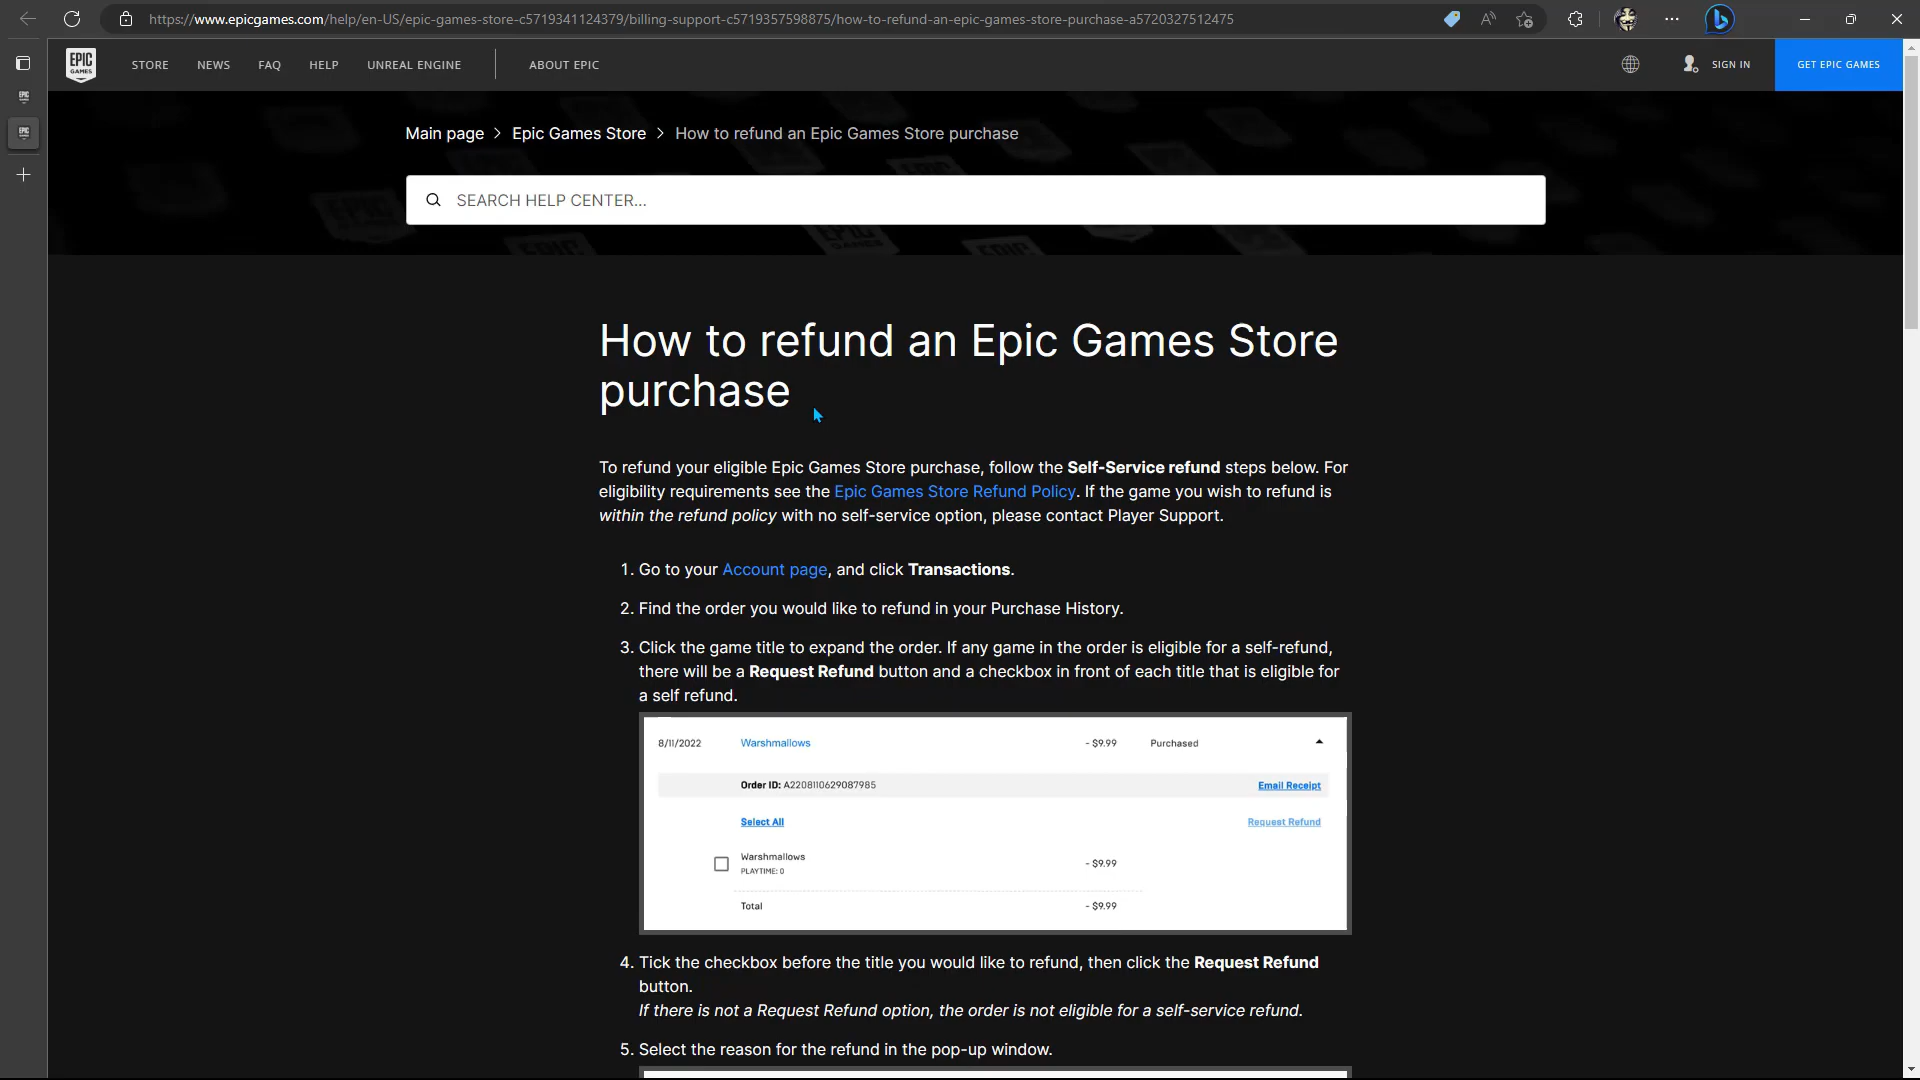 https://www.epicgames.com/help/en-US/epic-games-store-c5719341124379/billing-support-c5719357598875/how-to-refund-an-epic-games-store-purchase-a5720327512475
EPIC GAMES
STORE NEWS FAQ HELP UNREAL ENGINE ABOUT EPIC SIGN IN GET EPIC GAMES
Main page > Epic Games Store > How to refund an Epic Games Store purchase
SEARCH HELP CENTER...
How to refund an Epic Games Store
purchase
To refund your eligible Epic Games Store purchase, follow the Self-Service refund steps below. For
eligibility requirements see the Epic Games Store Refund Policy. If the game you wish to refund is
within the refund policy with no self-service option, please contact Player Support.
1. Go to your Account page, and click Transactions.
2. Find the order you would like to refund in your Purchase History.
3. Click the game title to expand the order. If any game in the order is eligible for a self-refund,
there will be a Request Refund button and a checkbox in front of each title that is eligible for
a self refund.
8/11/2022 Warshmallows - $9.99 Purchased
Order ID: A2208110629087985 Email Receipt
Select All Request Refund
Warshmallows - $9.99
PLAYTIME: 0
Total - $9.99
4. Tick the checkbox before the title you would like to refund, then click the Request Refund
button.
If there is not a Request Refund option, the order is not eligible for a self-service refund.
5. Select the reason for the refund in the pop-up window.